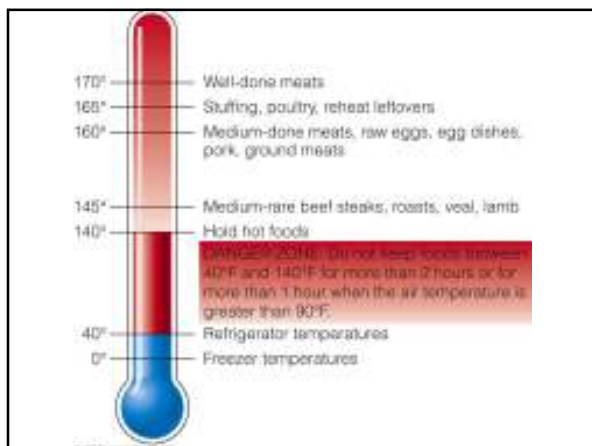 170° Well-done meats
165° Stuffing, poultry, reheat leftovers
160° Medium-done meats, raw eggs, egg dishes,
pork, ground meats
145° Medium-rare beef steaks, roasts, veal, lamb
140° Hold hot foods
DANGER ZONE: Do not keep foods between
40°F and 140°F for more than 2 hours or for
more than 1 hour when the air temperature is
greater than 90°F.
40° Refrigerator temperatures
0° Freezer temperatures